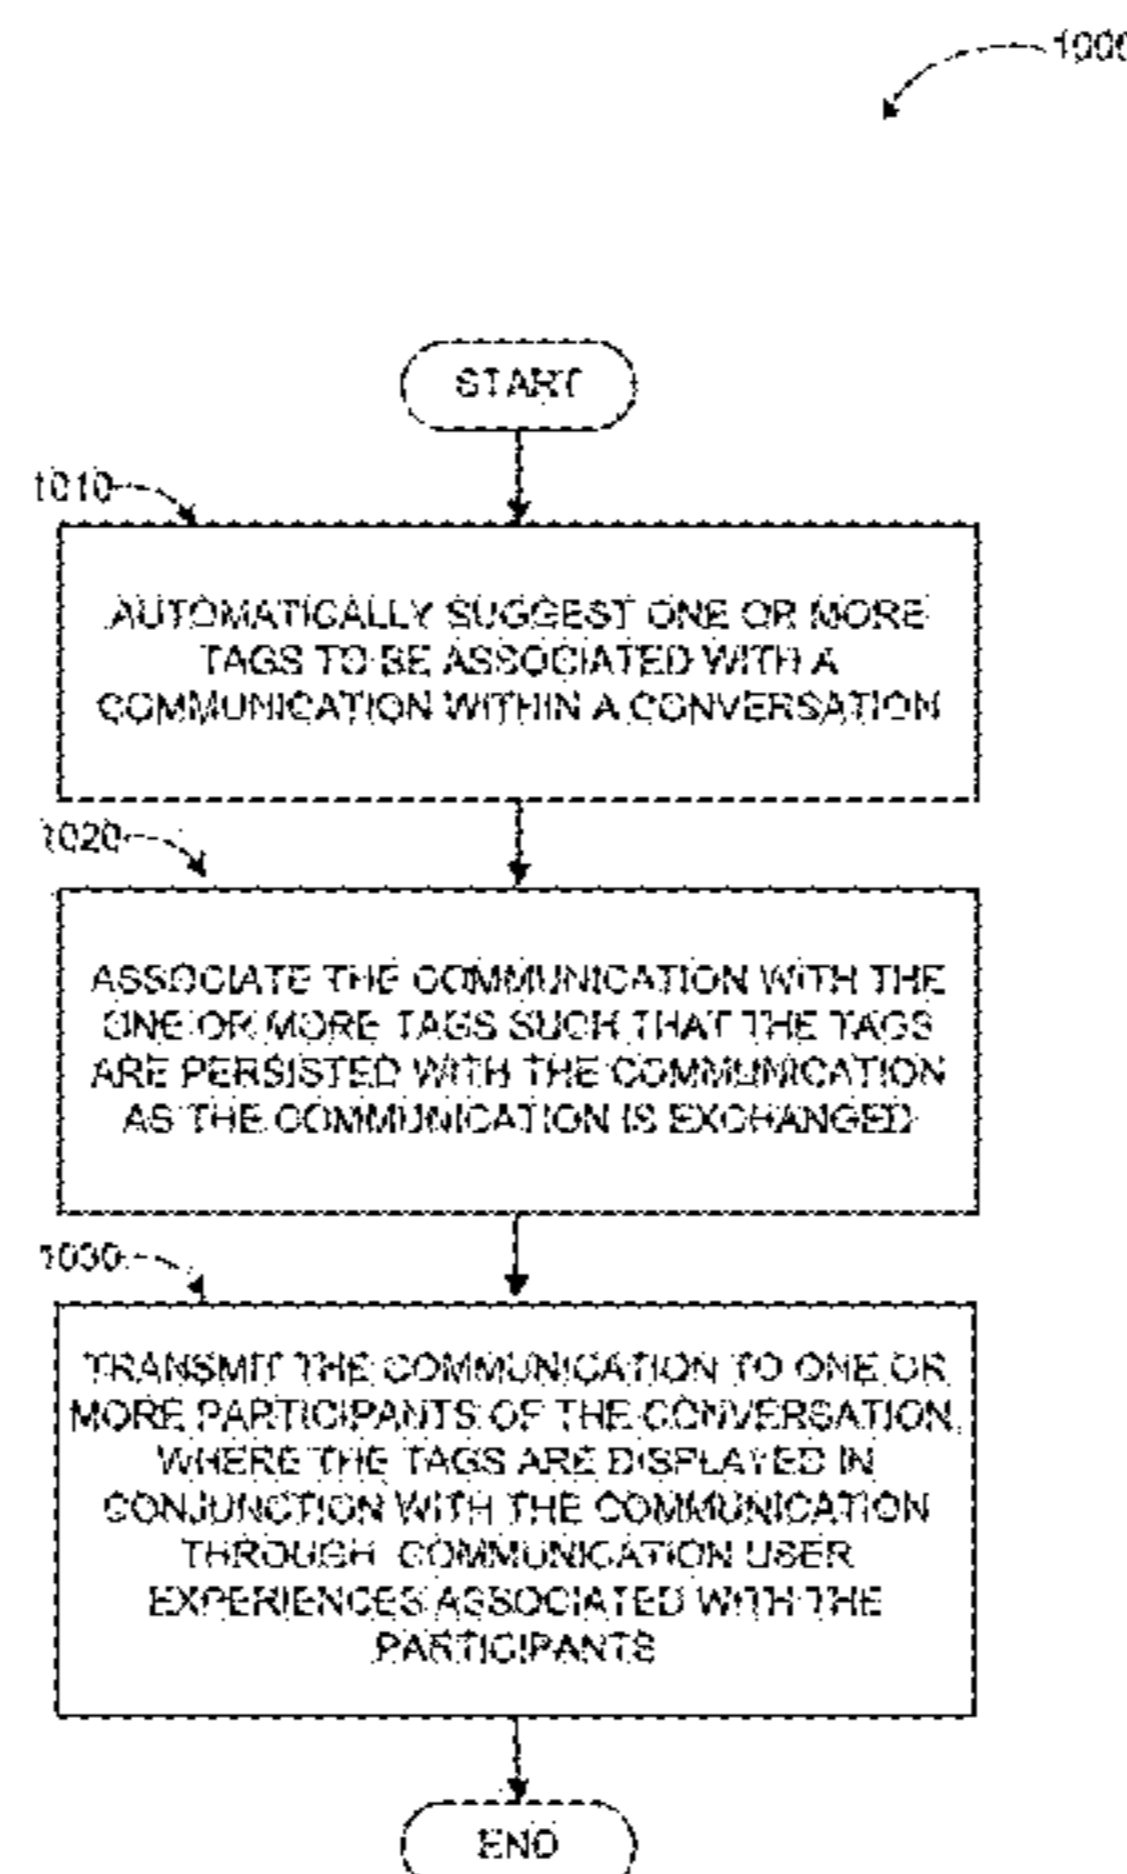 1000
START
1010
AUTOMATICALLY SUGGEST ONE OR MORE
TAGS TO BE ASSOCIATED WITH A
COMMUNICATION WITHIN A CONVERSATION
1020
ASSOCIATE THE COMMUNICATION WITH THE
ONE OR MORE TAGS SUCH THAT THE TAGS
ARE PERSISTED WITH THE COMMUNICATION
AS THE COMMUNICATION IS EXCHANGED
1030
TRANSMIT THE COMMUNICATION TO ONE OR
MORE PARTICIPANTS OF THE CONVERSATION,
WHERE THE TAGS ARE DISPLAYED IN
CONJUNCTION WITH THE COMMUNICATION
THROUGH COMMUNICATION USER
EXPERIENCES ASSOCIATED WITH THE
PARTICIPANTS
END